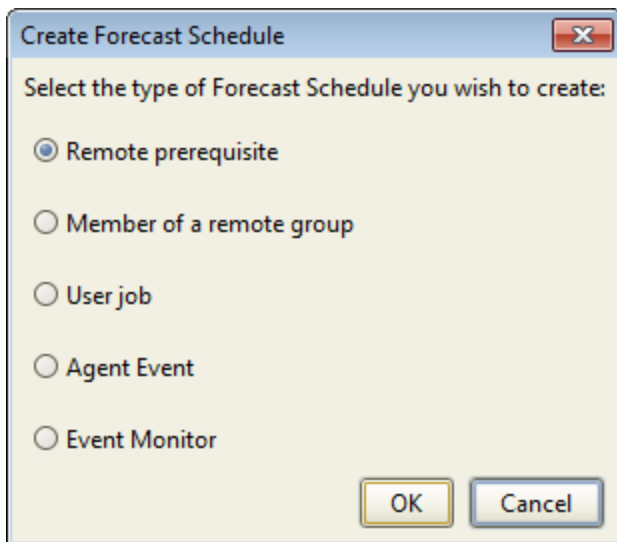 Create Forecast Schedule
Select the type of Forecast Schedule you wish to create:
Remote prerequisite
Member of a remote group
User job
Agent Event
Event Monitor
OK Cancel